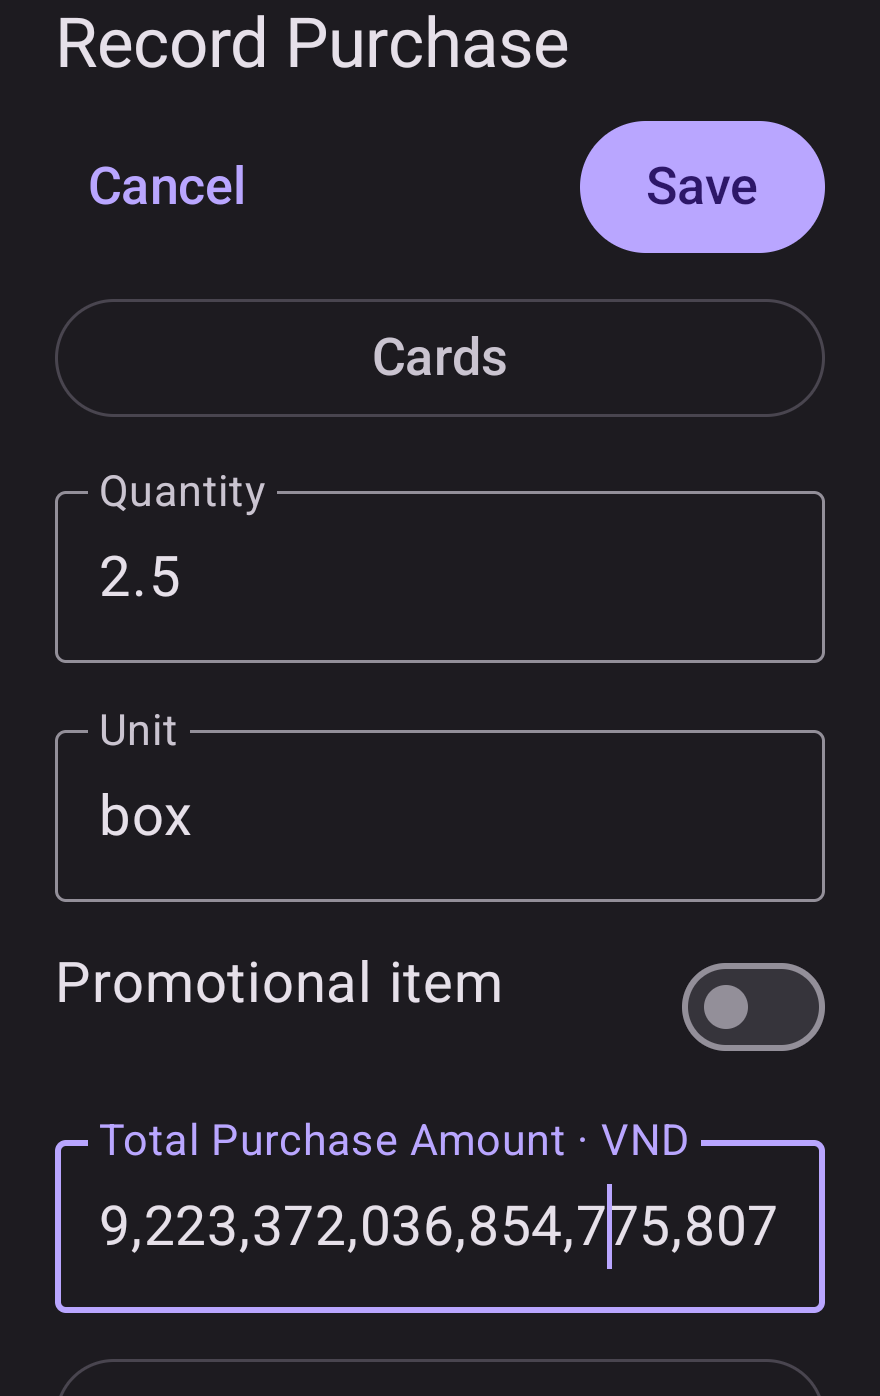 Record Purchase
Cancel
Save
Cards
Quantity
2.5
Unit
box
Promotional item
Total Purchase Amount · VND
9,223,372,036,854,775,807